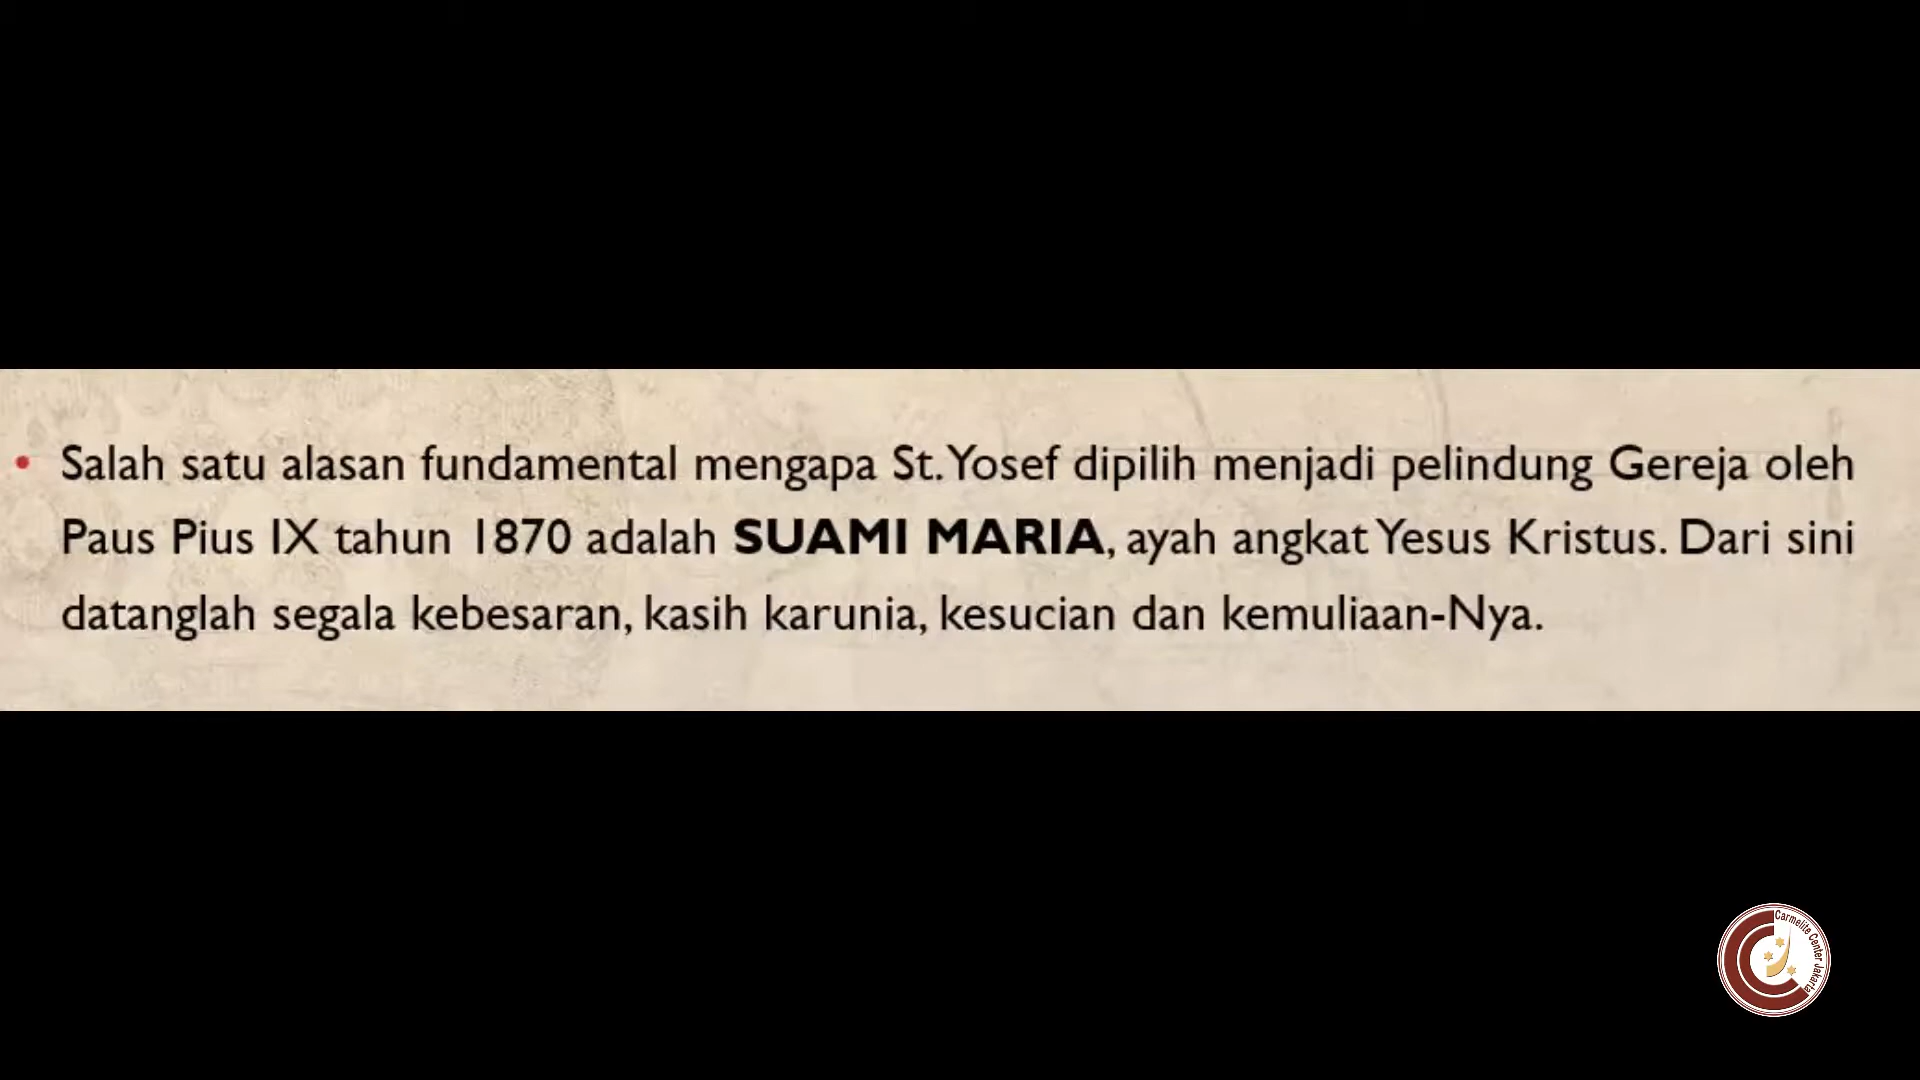 • Salah satu alasan fundamental mengapa St. Yosef dipilih menjadi pelindung Gereja oleh
Paus Pius IX tahun 1870 adalah SUAMI MARIA, ayah angkat Yesus Kristus. Dari sini
datanglah segala kebesaran, kasih karunia, kesucian dan kemuliaan-Nya.
Carmelite Center Jakarta